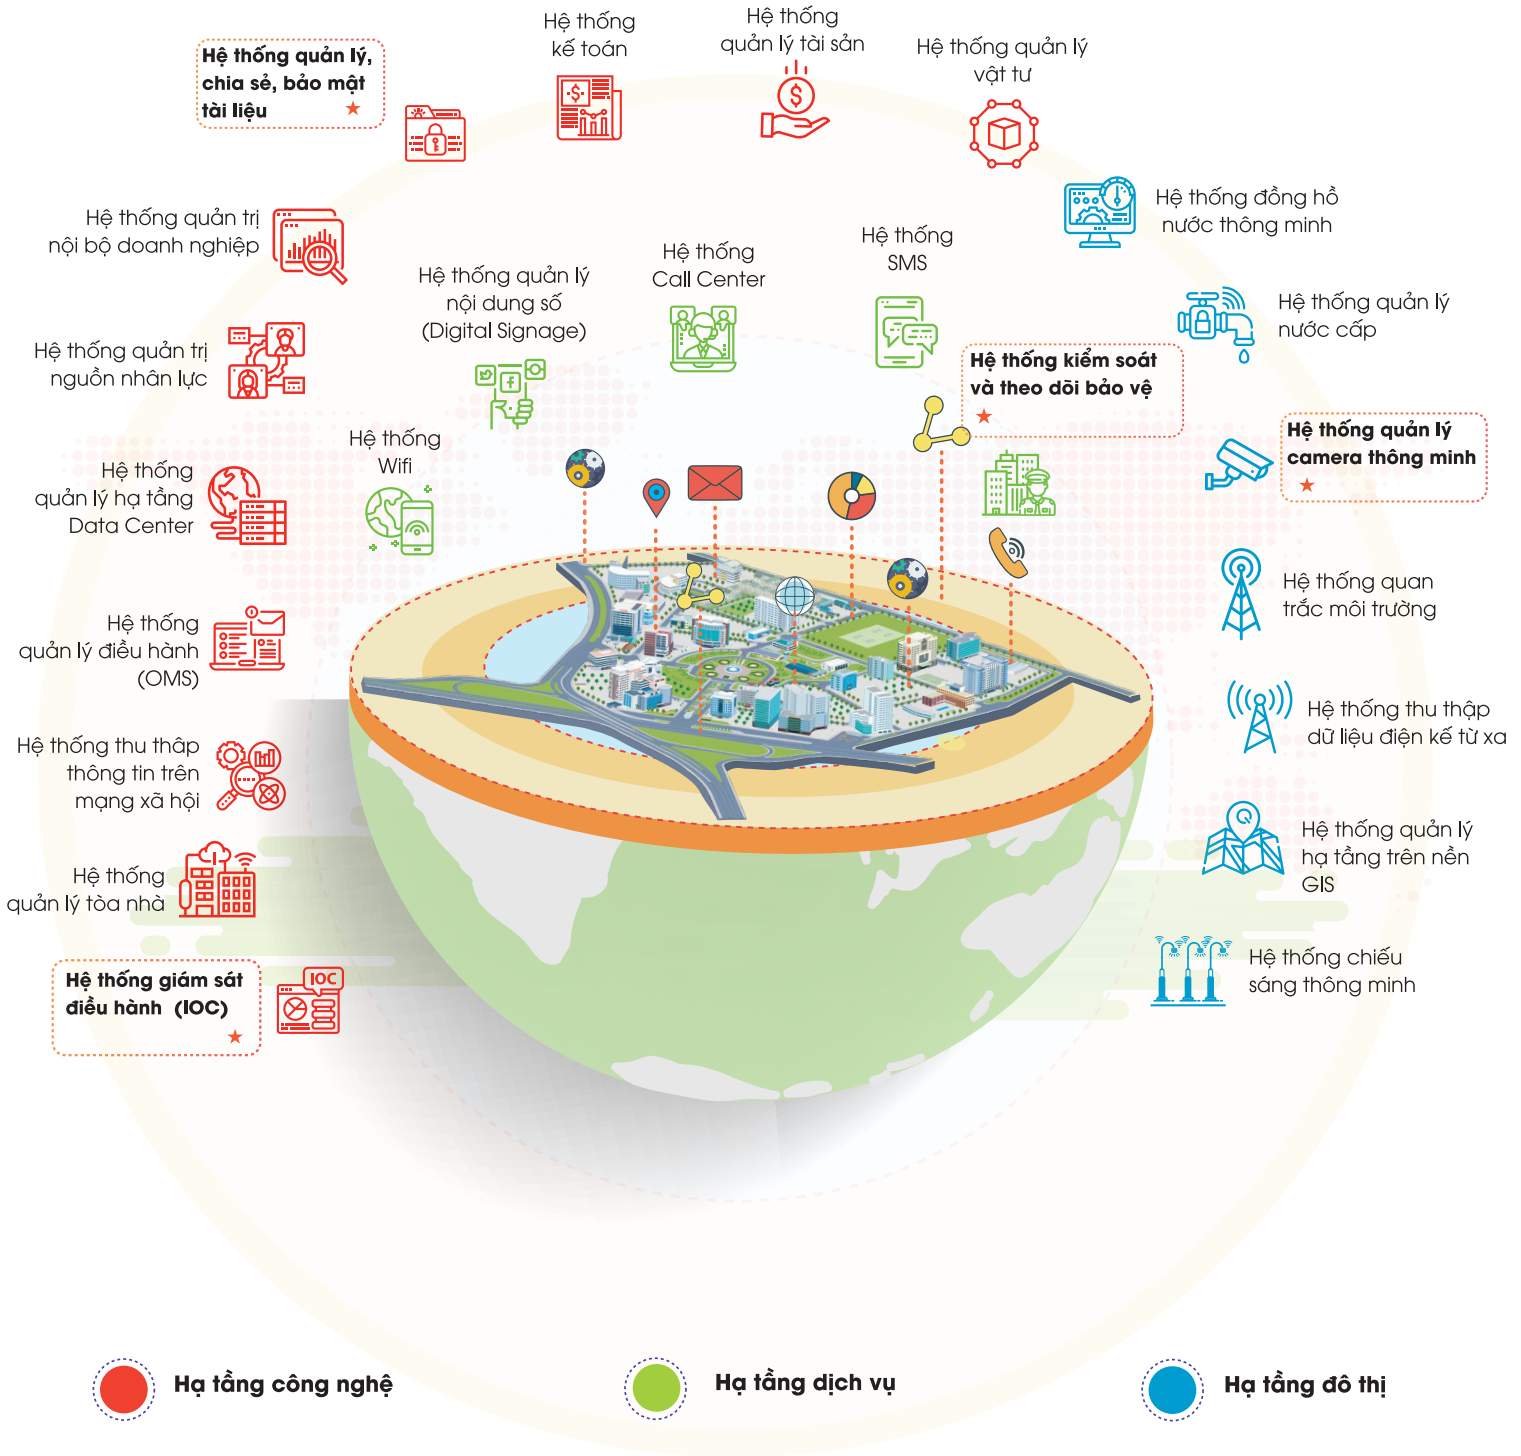 Hệ thống
kế toán
Hệ thống
quản lý tài sản
Hệ thống quản lý
vật tư
Hệ thống quản lý,
chia sẻ, bảo mật
tài liệu
Hệ thống quản trị
nội bộ doanh nghiệp
Hệ thống đồng hồ
nước thông minh
Hệ thống quản lý
nội dung số
(Digital Signage)
Hệ thống
Call Center
Hệ thống
SMS
Hệ thống quản lý
nước cấp
Hệ thống quản trị
nguồn nhân lực
Hệ thống kiểm soát
và theo dõi bảo vệ
Hệ thống quản lý
camera thông minh
Hệ thống
Wifi
Hệ thống
quản lý hạ tầng
Data Center
Hệ thống quan
trắc môi trường
Hệ thống
quản lý điều hành
(OMS)
Hệ thống thu thập
dữ liệu điện kế từ xa
Hệ thống thu thâp
thông tin trên
mạng xã hội
Hệ thống quản lý
hạ tầng trên nền
GIS
Hệ thống
quản lý tòa nhà
Hệ thống chiếu
sáng thông minh
Hệ thống giám sát
điều hành (IOC)
IOC
Hạ tầng công nghệ
Hạ tầng dịch vụ
Hạ tầng đô thị